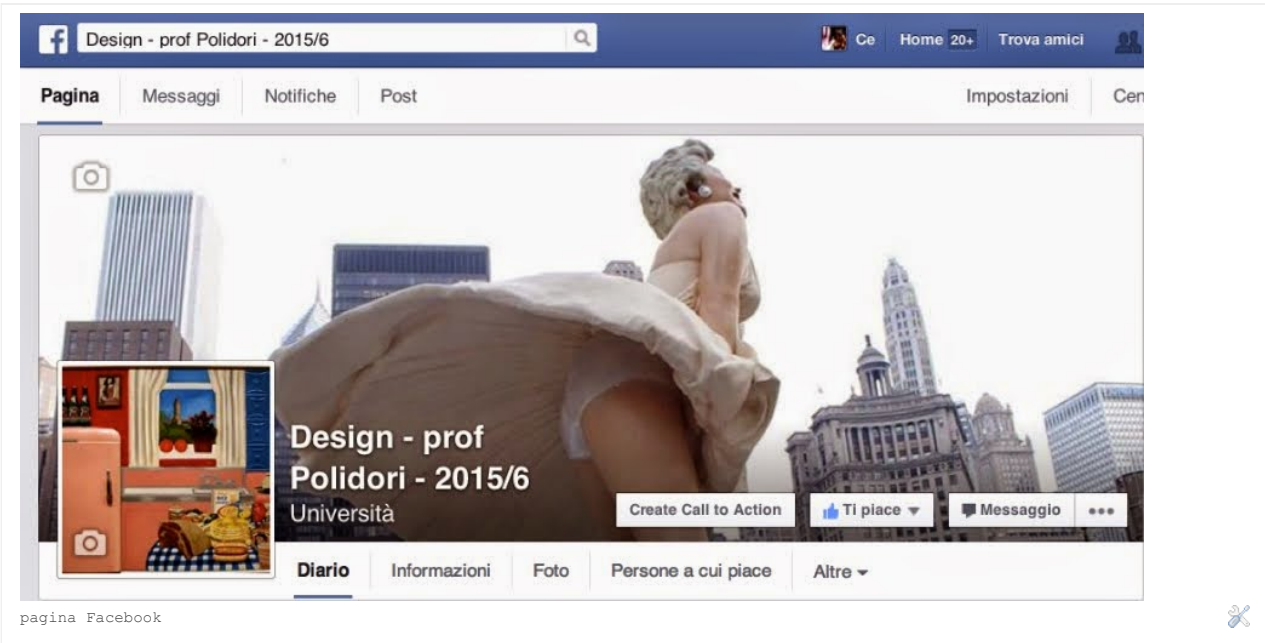 Design - prof Polidori - 2015/6
Ce Home 20+ Trova amici
Pagina Messaggi Notifiche Post Impostazioni Cen
Design - prof
Polidori - 2015/6
Università
Create Call to Action Ti piace Messaggio
Diario Informazioni Foto Persone a cui piace Altre
pagina Facebook